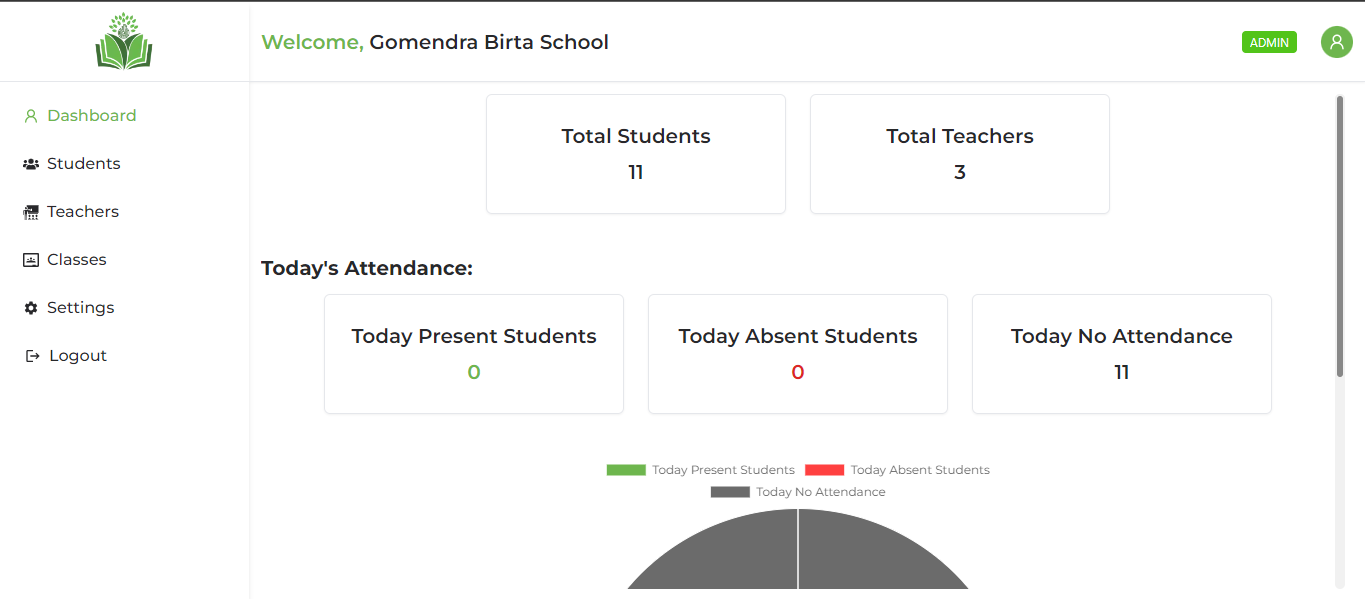 Welcome, Gomendra Birta School
ADMIN
Dashboard
Students
Teachers
Classes
Settings
Logout
Total Students
11
Total Teachers
3
Today's Attendance:
Today Present Students
0
Today Absent Students
0
Today No Attendance
11
Today Present Students
Today Absent Students
Today No Attendance